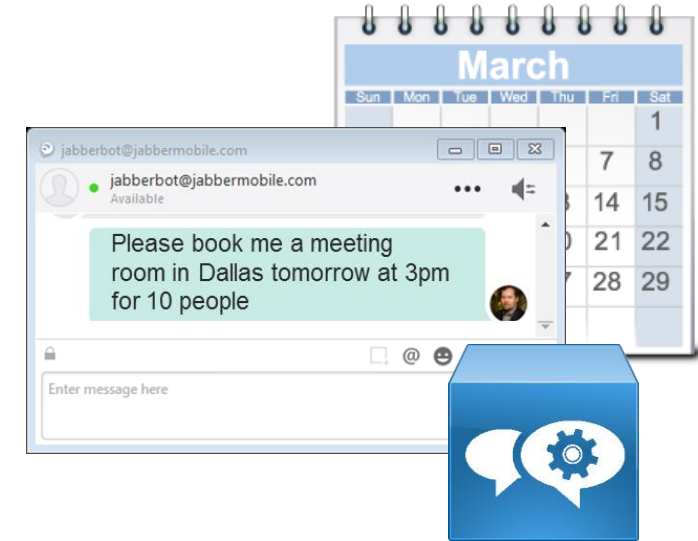 March
Sun Mon Tue Wed Thu Fri Sat
1
7 8
14 15
21 22
28 29
jabberbot@jabbermobile.com
jabberbot@jabbermobile.com
Available
Please book me a meeting
room in Dallas tomorrow at 3pm
for 10 people
@
Enter message here